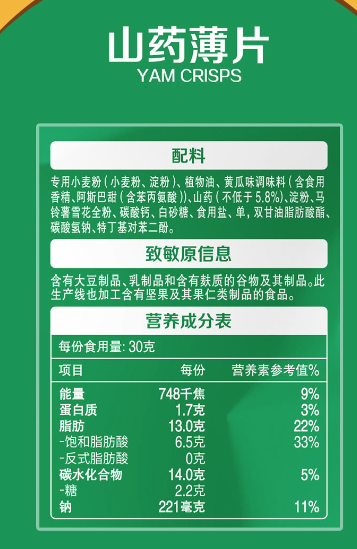 山药薄片
YAM CRISPS
配料
专用小麦粉(小麦粉、淀粉)、植物油、黄瓜味调味料(含食用
香精、阿斯巴甜(含苯丙氨酸))、山药(不低于5.8%)、淀粉、马
铃薯雪花全粉、碳酸钙、白砂糖、食用盐、单,双甘油脂肪酸酯、
碳酸氢钠、特丁基对苯二酚。
致敏原信息
含有大豆制品、乳制品和含有麸质的谷物及其制品。此
生产线也加工含有坚果及其果仁类制品的食品。
营养成分表
每份食用量: 30克
项目 每份 营养素参考值%
能量 748千焦 9%
蛋白质 1.7克 3%
脂肪 13.0克 22%
-饱和脂肪酸 6.5克 33%
-反式脂肪酸 0克
碳水化合物 14.0克 5%
-糖 2.2克
钠 221毫克 11%